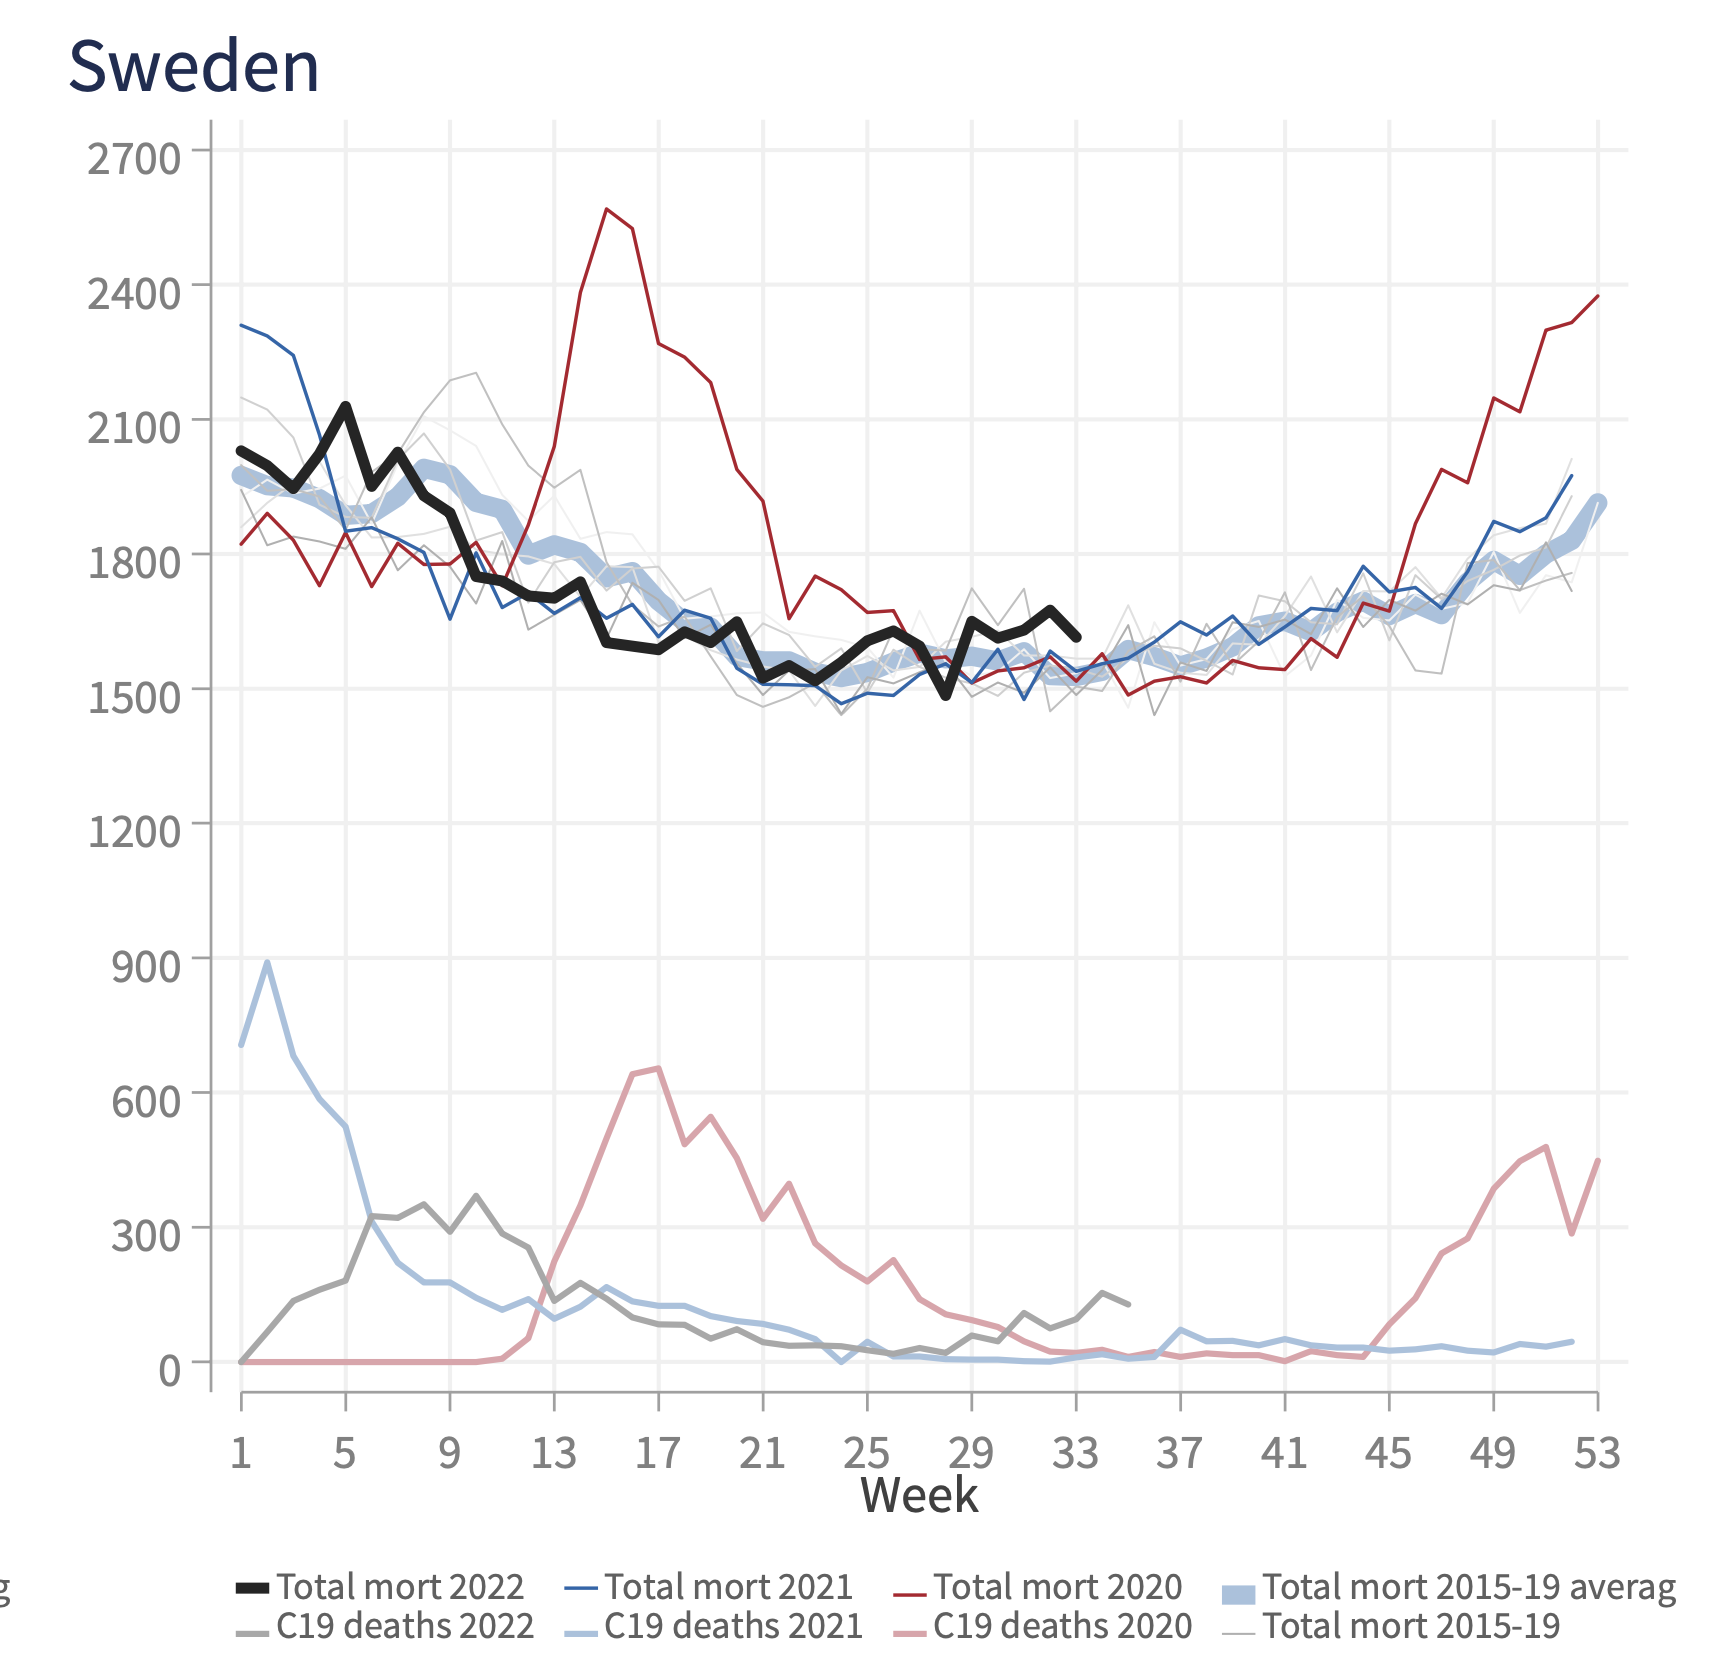 Sweden
2700
2400
2100
1800
1500
1200
900
600
300
0
1 5 9 13 17 21 25 29 33 37 41 45 49 53
Week
g Total mort 2022 Total mort 2021 Total mort 2020 Total mort 2015-19 averag
C19 deaths 2022 C19 deaths 2021 C19 deaths 2020 Total mort 2015-19